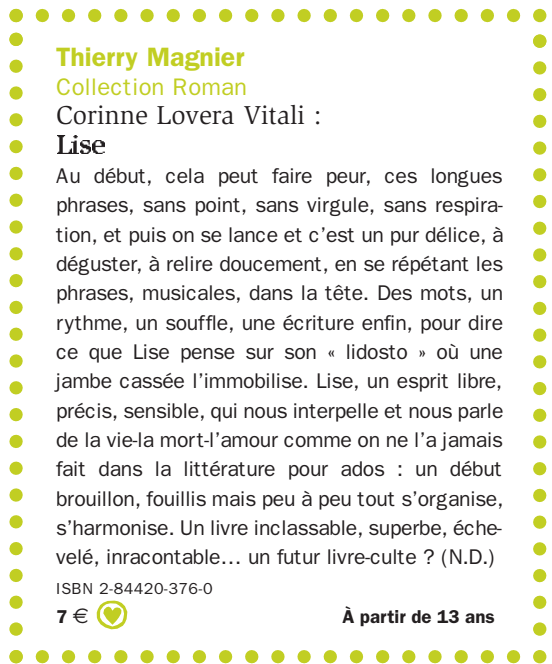 Thierry Magnier
Collection Roman
Corinne Lovera Vitali :
Lise
Au début, cela peut faire peur, ces longues
phrases, sans point, sans virgule, sans respira-
tion, et puis on se lance et c'est un pur délice, à
déguster, à relire doucement, en se répétant les
phrases, musicales, dans la tête. Des mots, un
rythme, un souffle, une écriture enfin, pour dire
ce que Lise pense sur son « lidosto » où une
jambe cassée l'immobilise. Lise, un esprit libre,
précis, sensible, qui nous interpelle et nous parle
de la vie-la mort-l'amour comme on ne l'a jamais
fait dans la littérature pour ados : un début
brouillon, fouillis mais peu à peu tout s'organise,
s'harmonise. Un livre inclassable, superbe, éche-
velé, inracontable... un futur livre-culte ? (N.D.)
ISBN 2-84420-376-0
7 € À partir de 13 ans